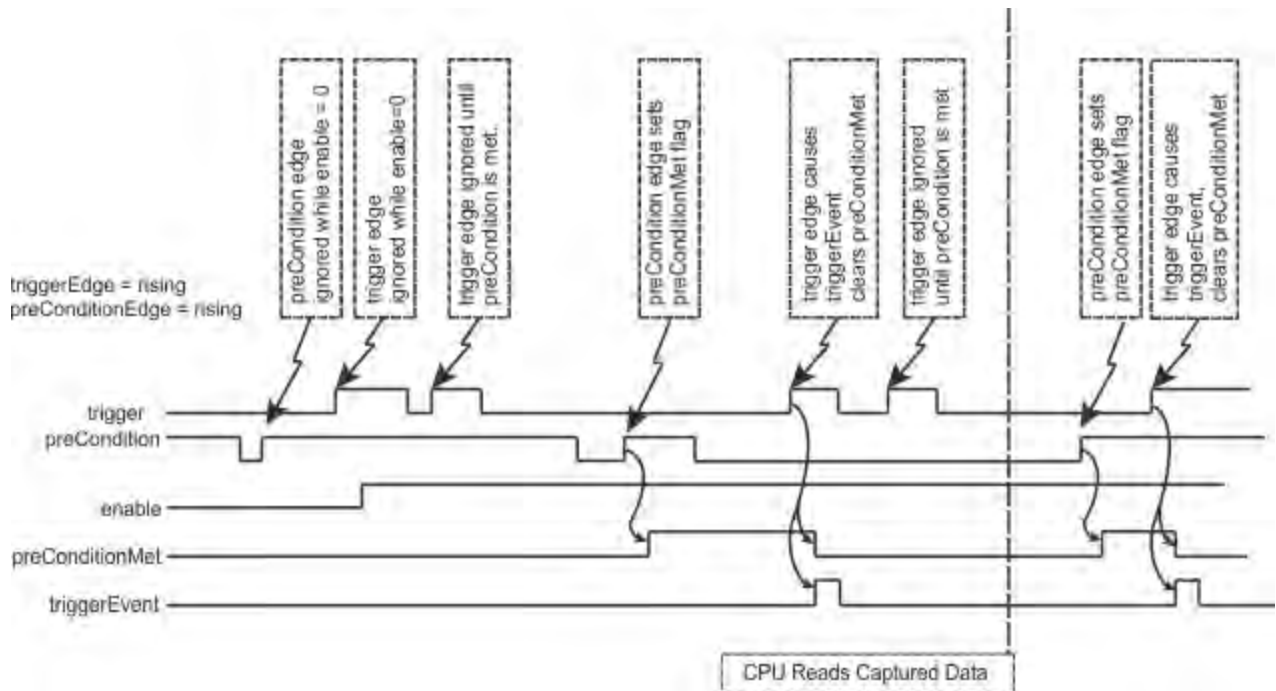 preCondition edge
ignored while enable = 0
trigger edge
ignored while enable=0
trigger edge ignored until
preCondition is met.
preCondition edge sets
preConditionMet flag
trigger edge causes
triggerEvent
clears preConditionMet
trigger edge ignored
until preCondition is met
preCondition edge sets
preConditionMet flag
trigger edge causes
triggerEvent,
clears preConditionMet
triggerEdge = rising
preConditionEdge = rising
trigger
preCondition
enable
preConditionMet
triggerEvent
CPU Reads Captured Data